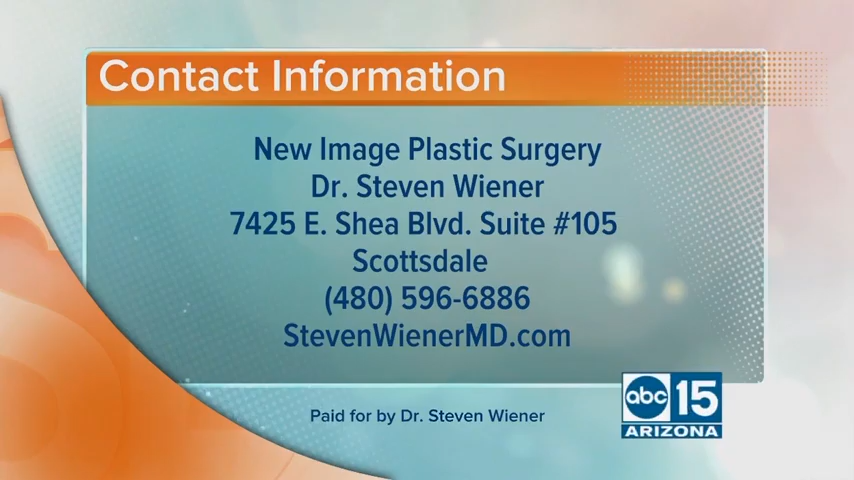 Contact Information
New Image Plastic Surgery
Dr. Steven Wiener
7425 E. Shea Blvd. Suite #105
Scottsdale
(480) 596-6886
StevenWienerMD.com
Paid for by Dr. Steven Wiener
abc 15
ARIZONA